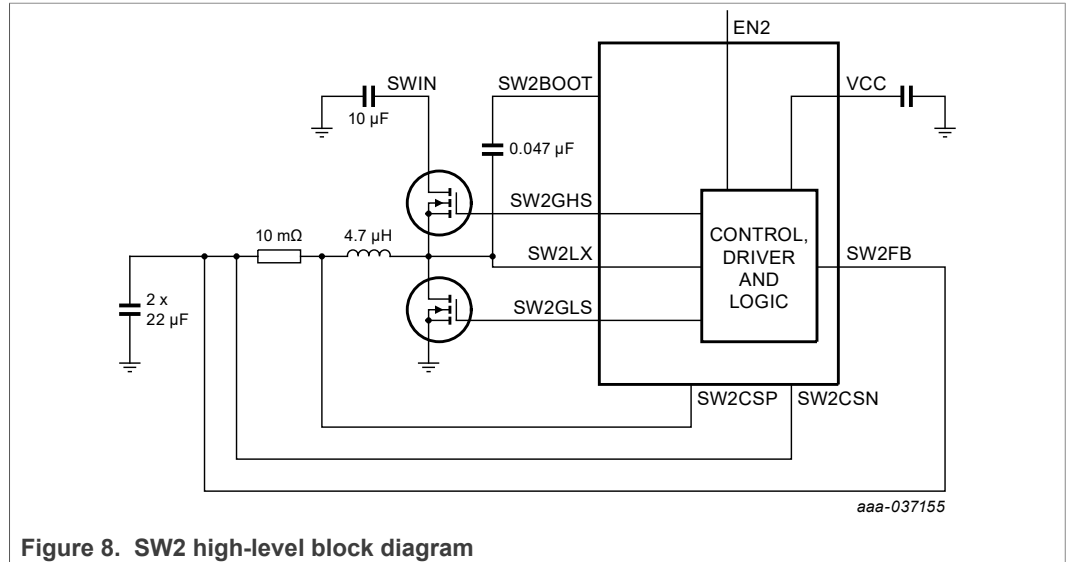 EN2
SWIN
SW2BOOT
VCC
10 µF
0.047 µF
SW2GHS
10 mΩ
4.7 µH
CONTROL,
DRIVER
AND
LOGIC
SW2LX
SW2FB
2 x
22 µF
SW2GLS
SW2CSP
SW2CSN
aaa-037155
Figure 8. SW2 high-level block diagram